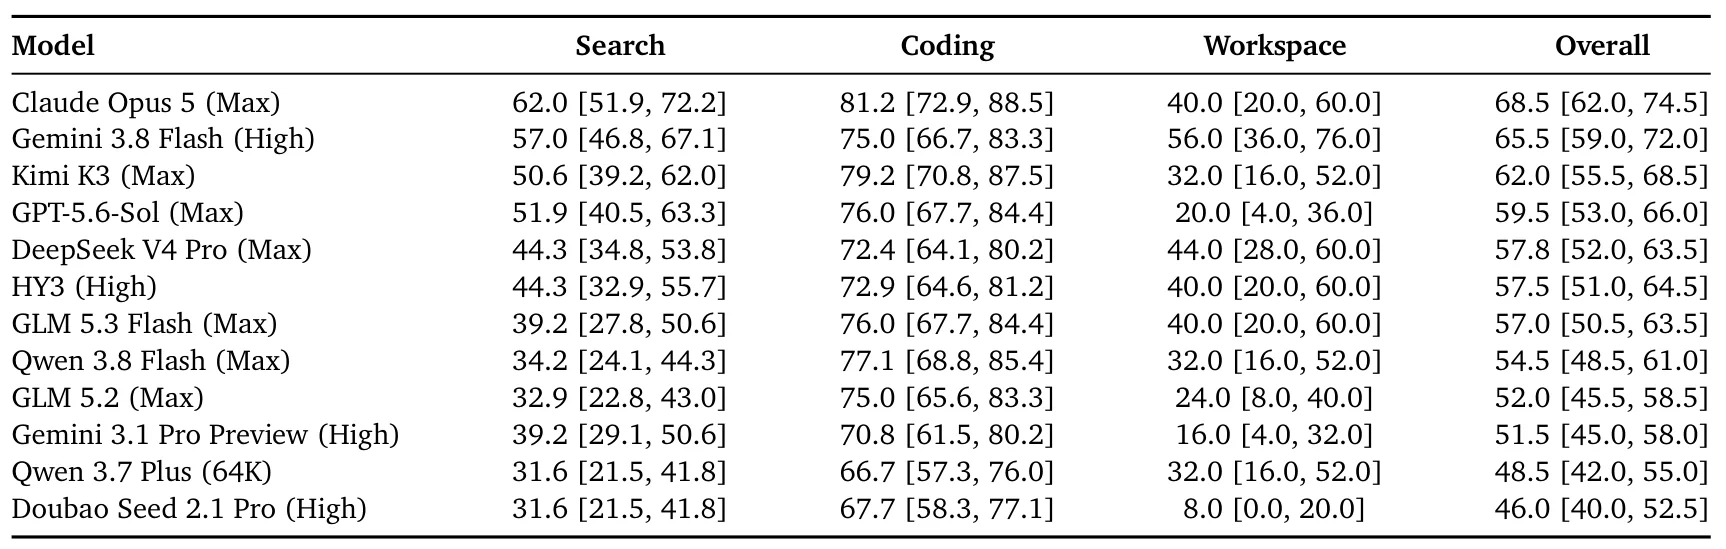 Model Search Coding Workspace Overall
Claude Opus 5 (Max) 62.0 [51.9, 72.2] 81.2 [72.9, 88.5] 40.0 [20.0, 60.0] 68.5 [62.0, 74.5]
Gemini 3.8 Flash (High) 57.0 [46.8, 67.1] 75.0 [66.7, 83.3] 56.0 [36.0, 76.0] 65.5 [59.0, 72.0]
Kimi K3 (Max) 50.6 [39.2, 62.0] 79.2 [70.8, 87.5] 32.0 [16.0, 52.0] 62.0 [55.5, 68.5]
GPT-5.6-Sol (Max) 51.9 [40.5, 63.3] 76.0 [67.7, 84.4] 20.0 [4.0, 36.0] 59.5 [53.0, 66.0]
DeepSeek V4 Pro (Max) 44.3 [34.8, 53.8] 72.4 [64.1, 80.2] 44.0 [28.0, 60.0] 57.8 [52.0, 63.5]
HY3 (High) 44.3 [32.9, 55.7] 72.9 [64.6, 81.2] 40.0 [20.0, 60.0] 57.5 [51.0, 64.5]
GLM 5.3 Flash (Max) 39.2 [27.8, 50.6] 76.0 [67.7, 84.4] 40.0 [20.0, 60.0] 57.0 [50.5, 63.5]
Qwen 3.8 Flash (Max) 34.2 [24.1, 44.3] 77.1 [68.8, 85.4] 32.0 [16.0, 52.0] 54.5 [48.5, 61.0]
GLM 5.2 (Max) 32.9 [22.8, 43.0] 75.0 [65.6, 83.3] 24.0 [8.0, 40.0] 52.0 [45.5, 58.5]
Gemini 3.1 Pro Preview (High) 39.2 [29.1, 50.6] 70.8 [61.5, 80.2] 16.0 [4.0, 32.0] 51.5 [45.0, 58.0]
Qwen 3.7 Plus (64K) 31.6 [21.5, 41.8] 66.7 [57.3, 76.0] 32.0 [16.0, 52.0] 48.5 [42.0, 55.0]
Doubao Seed 2.1 Pro (High) 31.6 [21.5, 41.8] 67.7 [58.3, 77.1] 8.0 [0.0, 20.0] 46.0 [40.0, 52.5]